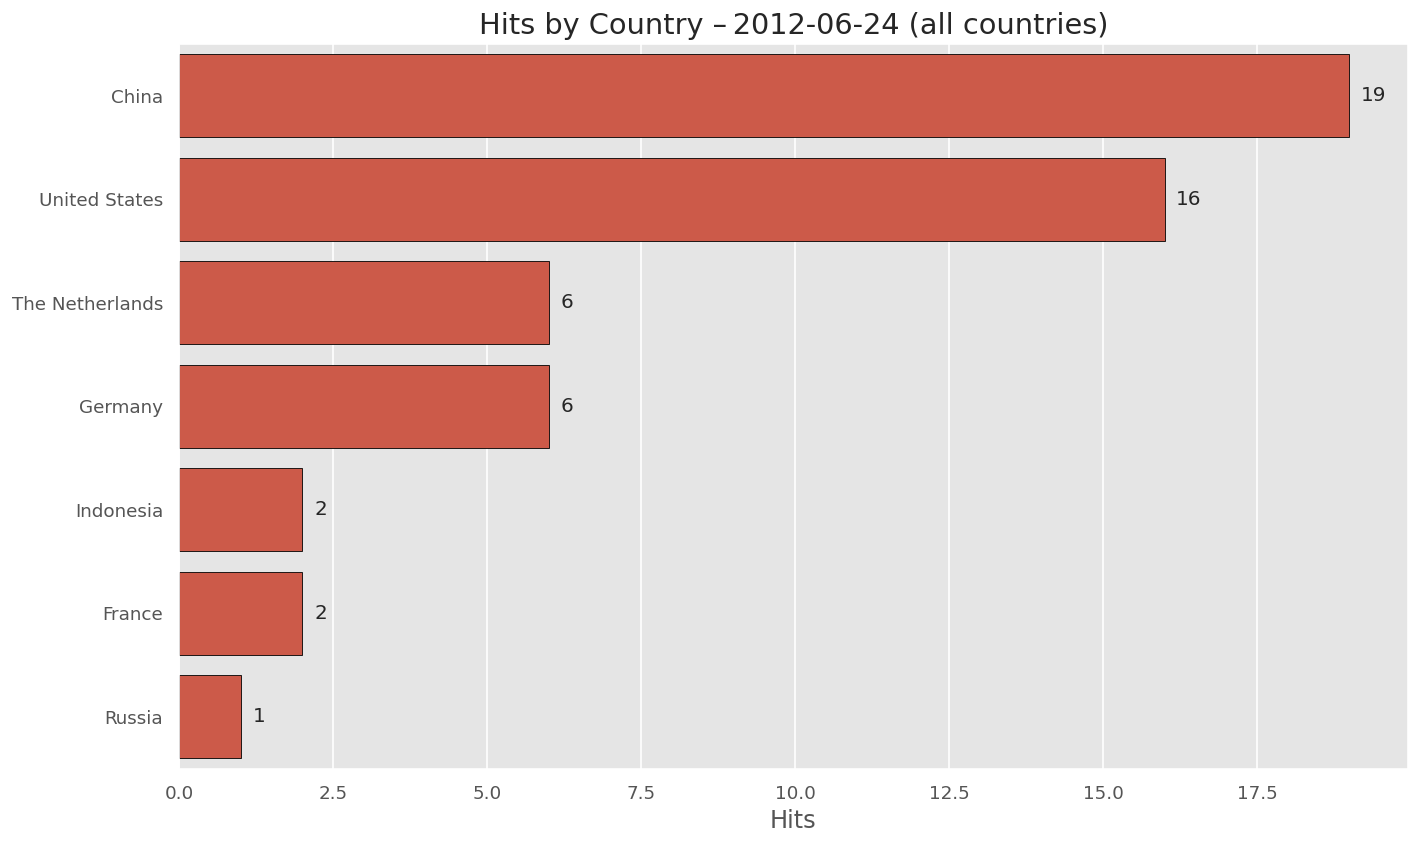 Hits by Country – 2012-06-24 (all countries)
China 19
United States 16
The Netherlands 6
Germany 6
Indonesia 2
France 2
Russia 1
0.0 2.5 5.0 7.5 10.0 12.5 15.0 17.5
Hits